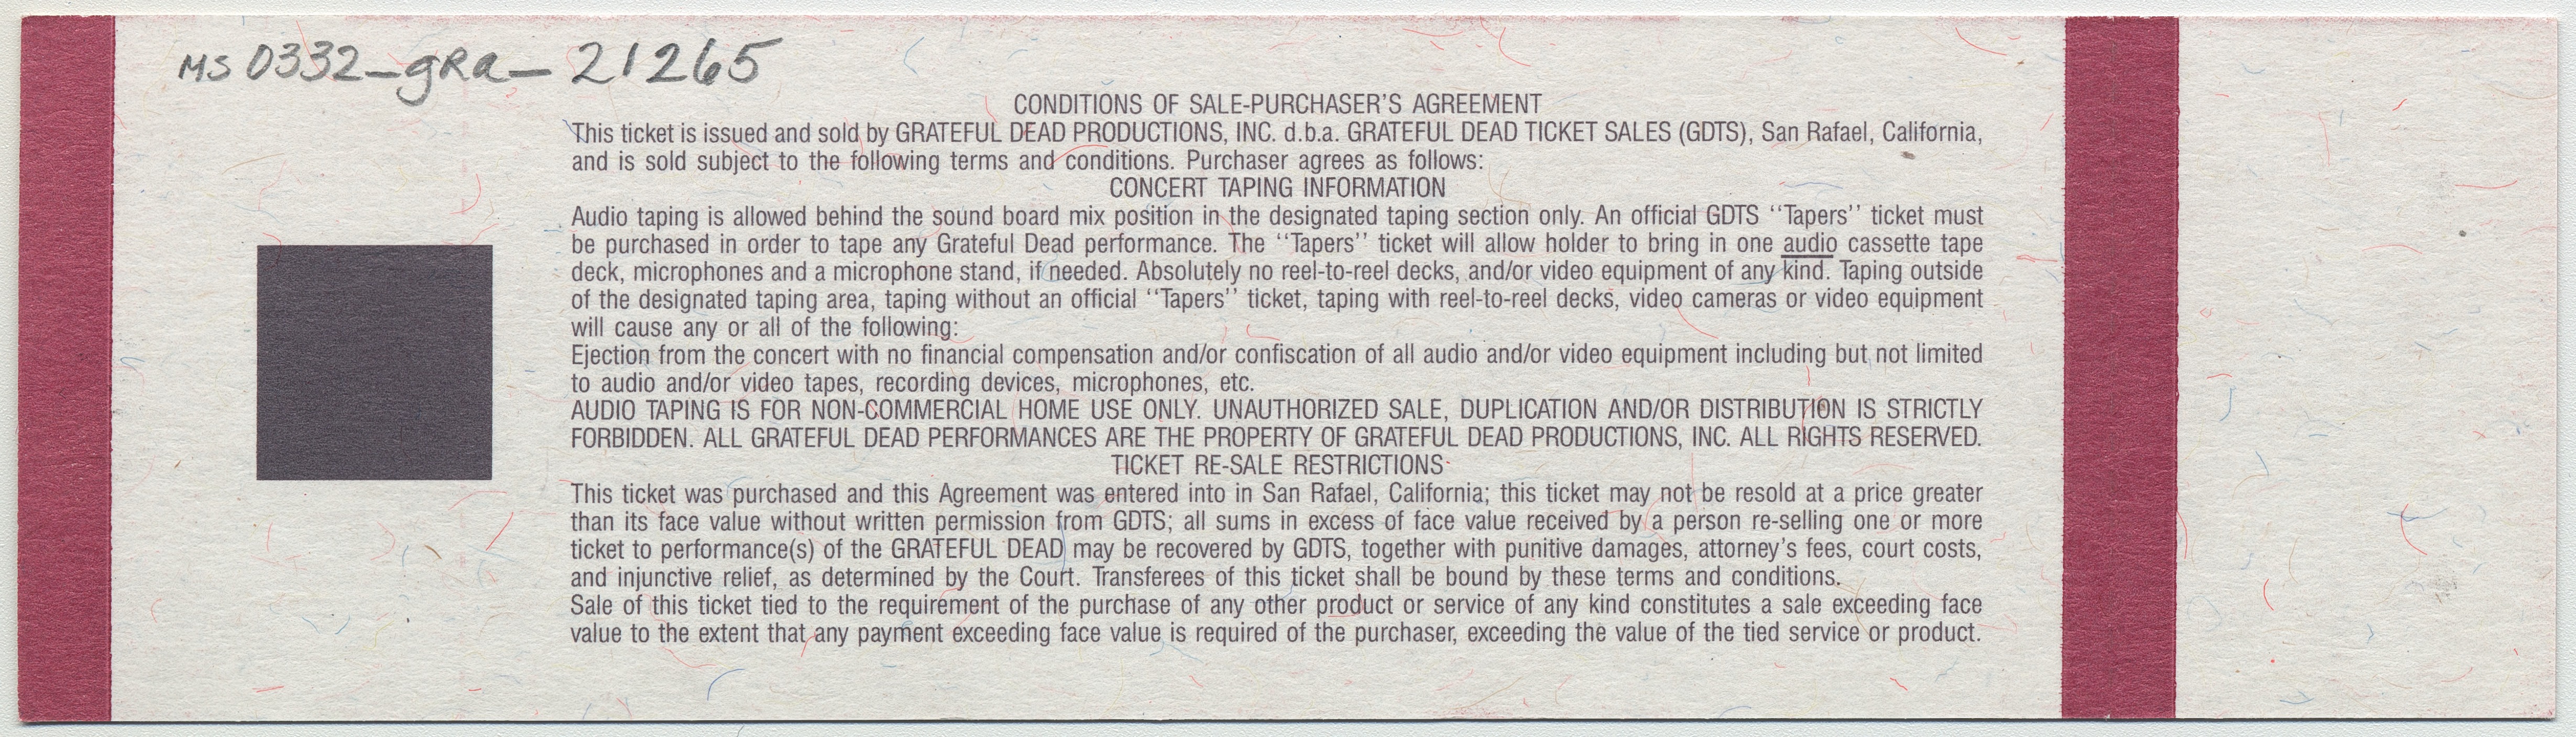 MS 0332_gRa_ 21265
CONDITIONS OF SALE-PURCHASER'S AGREEMENT
This ticket is issued and sold by GRATEFUL DEAD PRODUCTIONS, INC. d.b.a. GRATEFUL DEAD TICKET SALES (GDTS), San Rafael, California,
and is sold subject to the following terms and conditions. Purchaser agrees as follows:
CONCERT TAPING INFORMATION
Audio taping is allowed behind the sound board mix position in the designated taping section only. An official GDTS ''Tapers'' ticket must
be purchased in order to tape any Grateful Dead performance. The ''Tapers'' ticket will allow holder to bring in one audio cassette tape
deck, microphones and a microphone stand, if needed. Absolutely no reel-to-reel decks, and/or video equipment of any kind. Taping outside
of the designated taping area, taping without an official ''Tapers'' ticket, taping with reel-to-reel decks, video cameras or video equipment
will cause any or all of the following:
Ejection from the concert with no financial compensation and/or confiscation of all audio and/or video equipment including but not limited
to audio and/or video tapes, recording devices, microphones, etc.
AUDIO TAPING IS FOR NON-COMMERCIAL HOME USE ONLY. UNAUTHORIZED SALE, DUPLICATION AND/OR DISTRIBUTION IS STRICTLY
FORBIDDEN. ALL GRATEFUL DEAD PERFORMANCES ARE THE PROPERTY OF GRATEFUL DEAD PRODUCTIONS, INC. ALL RIGHTS RESERVED.
TICKET RE-SALE RESTRICTIONS
This ticket was purchased and this Agreement was entered into in San Rafael, California; this ticket may not be resold at a price greater
than its face value without written permission from GDTS; all sums in excess of face value received by a person re-selling one or more
ticket to performance(s) of the GRATEFUL DEAD may be recovered by GDTS, together with punitive damages, attorney's fees, court costs,
and injunctive relief, as determined by the Court. Transferees of this ticket shall be bound by these terms and conditions.
Sale of this ticket tied to the requirement of the purchase of any other product or service of any kind constitutes a sale exceeding face
value to the extent that any payment exceeding face value is required of the purchaser, exceeding the value of the tied service or product.